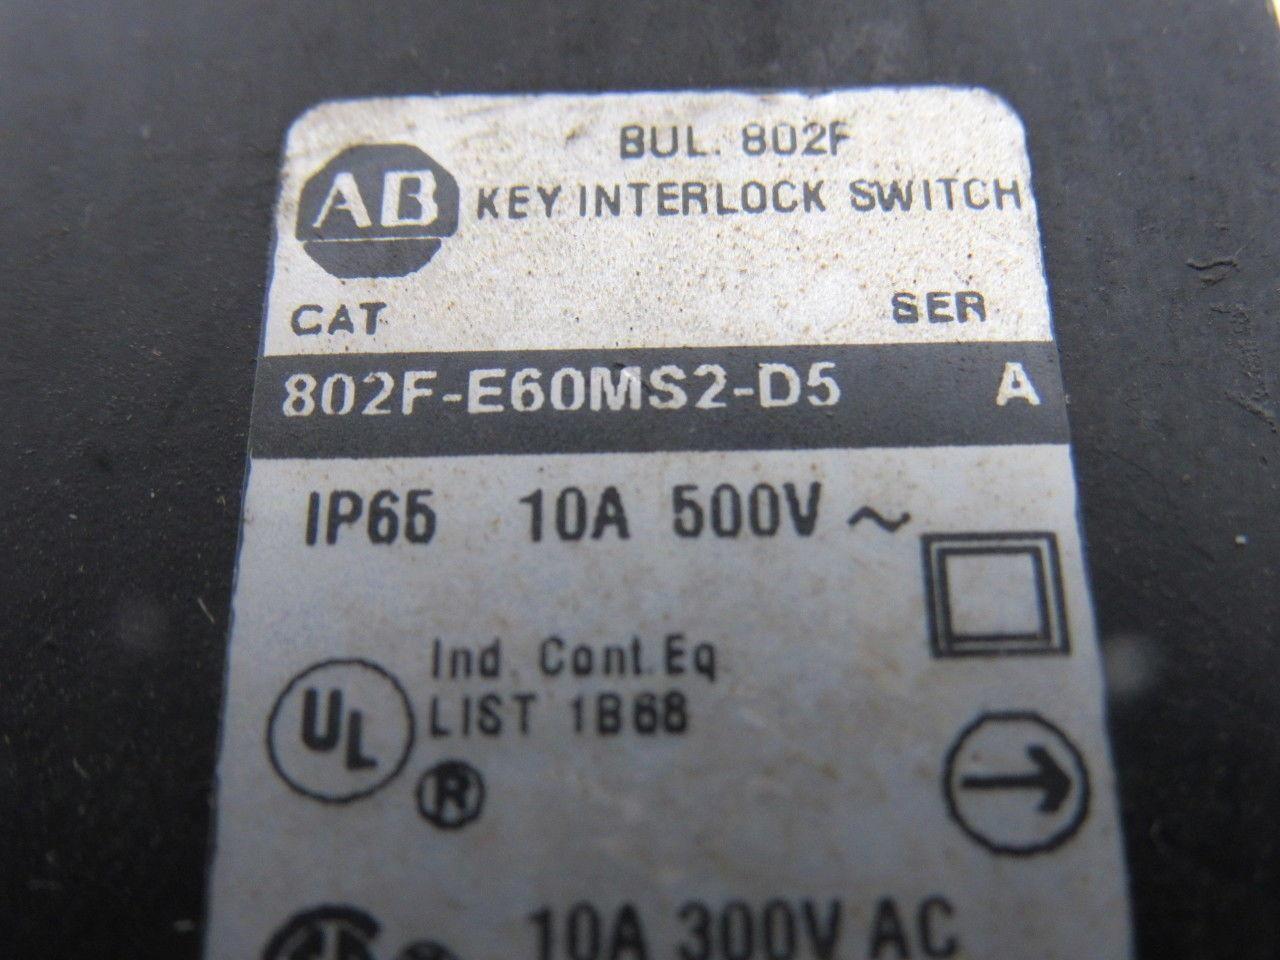 BUL. 802F
AB KEY INTERLOCK SWITCH
CAT SER
802F-E60MS2-D5 A
IP65 10A 500V ~
Ind. Cont. Eq
UL LIST 1B68
®
10A 300V AC